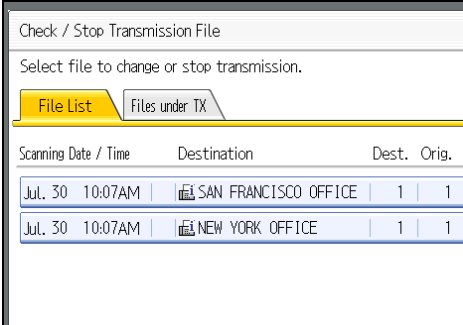 Check / Stop Transmission File
Select file to change or stop transmission.
File List Files under TX
Scanning Date / Time Destination Dest. Orig.
Jul. 30 10:07AM SAN FRANCISCO OFFICE 1 1
Jul. 30 10:07AM NEW YORK OFFICE 1 1